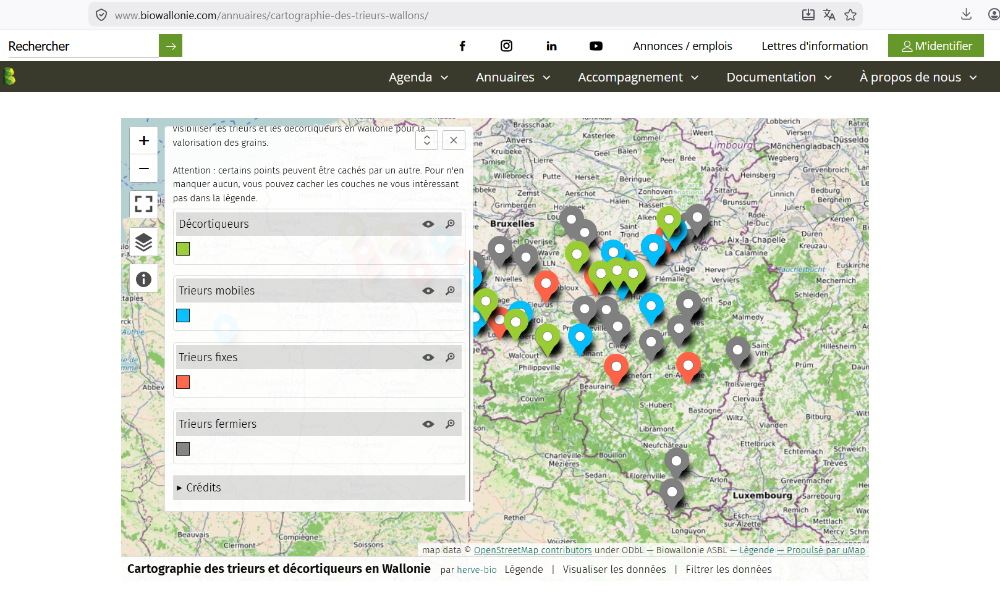 www.biowallonie.com/annuaires/cartographie-des-trieurs-wallons/
Rechercher
Annonces / emplois
Lettres d'information
M'identifier
Agenda
Annuaires
Accompagnement
Documentation
À propos de nous
visibiliser les trieurs et les décortiqueurs en Wallonie pour la
valorisation des grains.
Attention : certains points peuvent être cachés par un autre. Pour n'en
manquer aucun, vous pouvez cacher les couches ne vous intéressant
pas dans la légende.
Décortiqueurs
Trieurs mobiles
Trieurs fixes
Trieurs fermiers
Crédits
Brasschaat
Lobberich
Viersen
Anvers
Kasterlee
Weert
Limbourg
Mönchengladbach
Kruibeke
Lommel
Wegberg
Tamise
Lierre
Geel
Balen
Peer
Brée
Maaseik
Grevenbroich
Willebroeck
Putte
Herselt
Béringue
Heinsberg
Zemst
Aerschot
Zonhoven
Linnich
Bedburg
Grimbergen
Halen
Hasselt
Sittard
Brunssum
Juliers
Bergheim
Bruxelles
Alken
Saint-
Trond
Rode-
le-Duc
Kerpen
Overijse
Wavre
LLN
Visé
Aix-la-Chapelle
La Calamine
Düren
Kreuzau
Nivelles
Liège
Herve
Verviers
Taucherbucht
Euskirchen
Mechernich
Flémalle
Fleurus
Spa
Schleiden
Malmedy
Walcourt
Philippeville
Ciney
Dinant
Saint-
Vith
Hillesheim
Prüm
Beauraing
Troisvierges
Couvin
St-Hubert
Clervaux
Bastogne
Wiltz
Bitburg
Vianden
Libramont
Neufchâteau
Bouillon
Ettelbruck
Echternach
Schweich
Trèves
Charleville-
Mézières
Sedan
Florenville
Arlon
Grevenmacher
Luxembourg
Sarrebourg
Remich
Rethel
Esch-
sur-Alzette
Mettlach
Merzig
Longuyon
Vouziers
Beauvais
Clermont
Compiègne
Soissons
map data © OpenStreetMap contributors under ODbL — Biowallonie ASBL — Légende — Propulsé par uMap
Cartographie des trieurs et décortiqueurs en Wallonie par herve-bio Légende | Visualiser les données | Filtrer les données